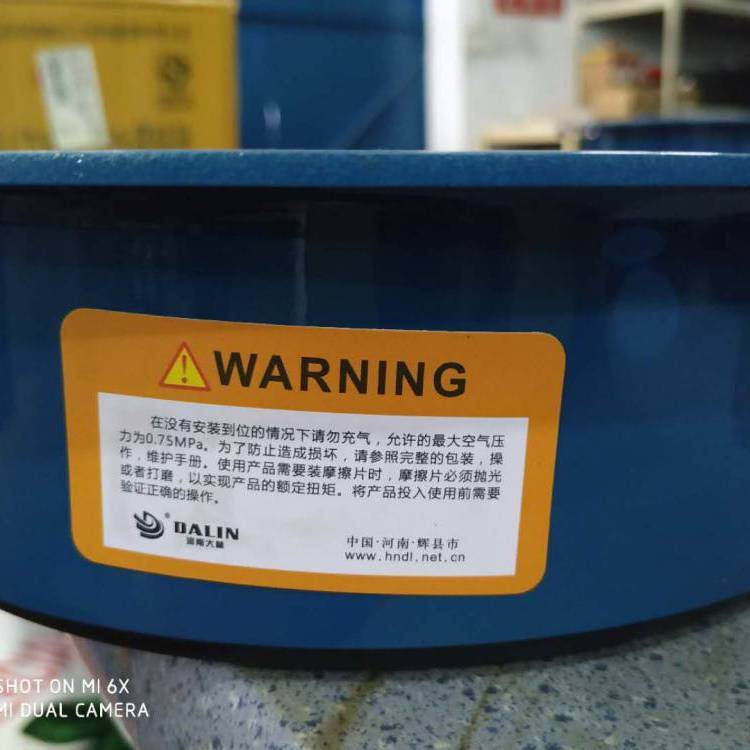 WARNING
在没有安装到位的情况下请勿充气，允许的最大空气压
力为0.75MPa。为了防止造成损坏，请参照完整的包装，操
作，维护手册。使用产品需要装摩擦片时，摩擦片必须抛光
或者打磨，以实现产品的额定扭矩。将产品投入使用前需要
验证正确的操作。
DALIN
河南大林
中国·河南·辉县市
www.hndl.net.cn
SHOT ON MI 6X
MI DUAL CAMERA